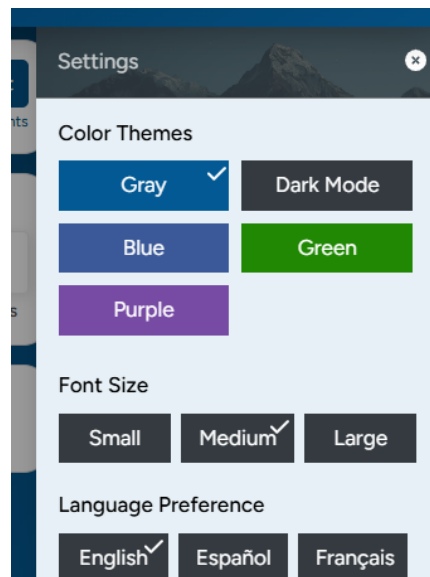 Settings
Color Themes
Gray
Dark Mode
Blue
Green
Purple
Font Size
Small
Medium
Large
Language Preference
English
Español
Français